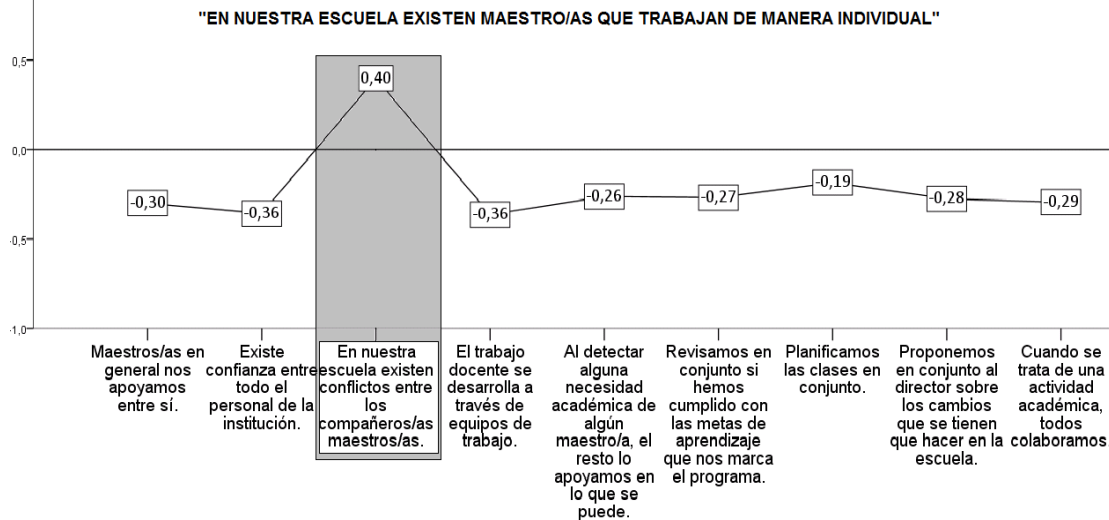 "EN NUESTRA ESCUELA EXISTEN MAESTRO/AS QUE TRABAJAN DE MANERA INDIVIDUAL"
0,5
0,0
-0,5
-1,0
-0,30
-0,36
0,40
-0,36
-0,26
-0,27
-0,19
-0,28
-0,29
Maestros/as en
general nos
apoyamos
entre sí.
Existe
confianza entre
todo el
personal de la
institución.
En nuestra
escuela existen
conflictos entre
los
compañeros/as
maestros/as.
El trabajo
docente se
desarrolla a
través de
equipos de
trabajo.
Al detectar
alguna
necesidad
académica de
algún
maestro/a, el
resto lo
apoyamos en
lo que se
puede.
Revisamos en
conjunto si
hemos
cumplido con
las metas de
aprendizaje
que nos marca
el programa.
Planificamos
las clases en
conjunto.
Proponemos
en conjunto al
director sobre
los cambios
que se tienen
que hacer en la
escuela.
Cuando se
trata de una
actividad
académica,
todos
colaboramos.